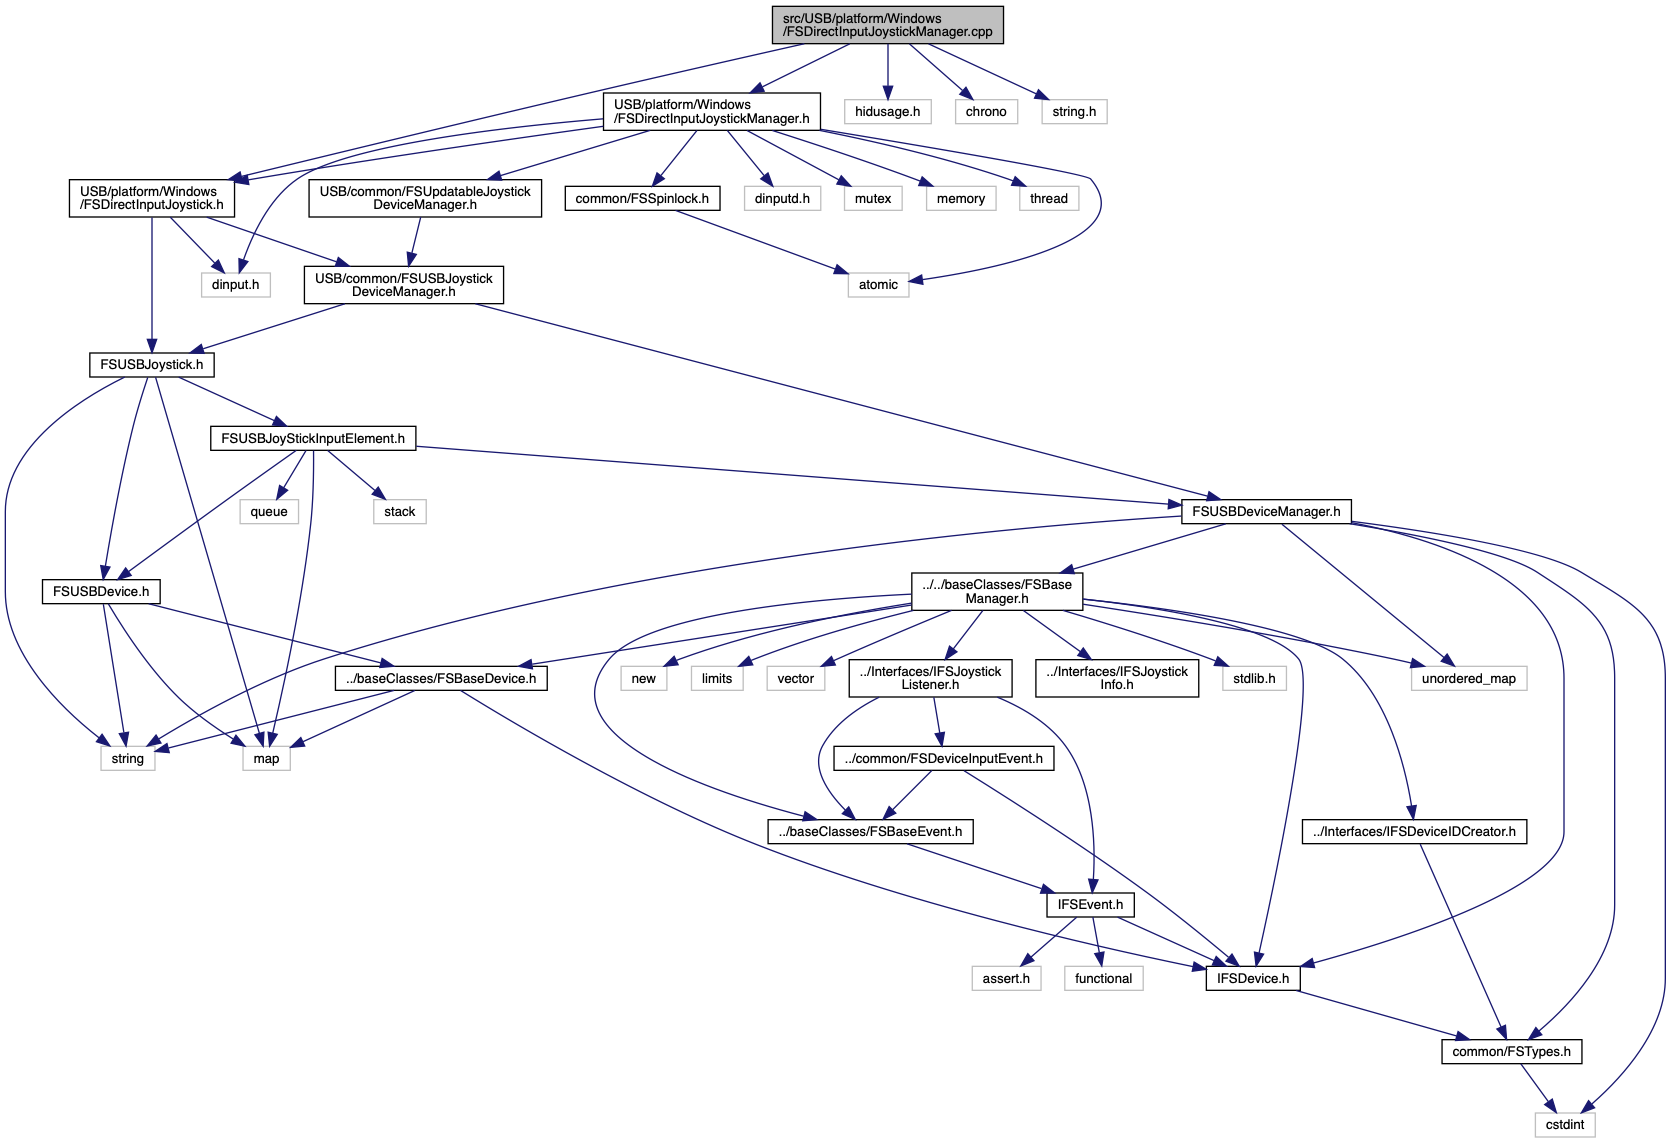 src/USB/platform/Windows
/FSDirectInputJoystickManager.cpp
USB/platform/Windows
/FSDirectInputJoystickManager.h
hidusage.h
chrono
string.h
USB/platform/Windows
/FSDirectInputJoystick.h
USB/common/FSUpdatableJoystick
DeviceManager.h
common/FSSpinlock.h
dinputd.h
mutex
memory
thread
dinput.h
USB/common/FSUSBJoystick
DeviceManager.h
atomic
FSUSBJoystick.h
FSUSBJoyStickInputElement.h
queue
stack
FSUSBDeviceManager.h
FSUSBDevice.h
../../baseClasses/FSBase
Manager.h
../baseClasses/FSBaseDevice.h
new
limits
vector
../Interfaces/IFSJoystick
Listener.h
../Interfaces/IFSJoystick
Info.h
stdlib.h
unordered_map
string
map
../common/FSDeviceInputEvent.h
../baseClasses/FSBaseEvent.h
../Interfaces/IFSDeviceIDCreator.h
IFSEvent.h
assert.h
functional
IFSDevice.h
common/FSTypes.h
cstdint